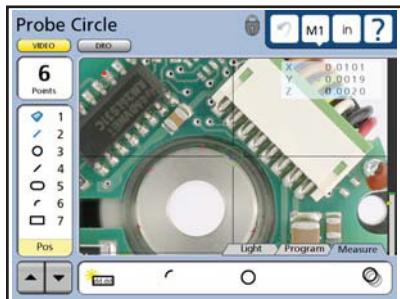 Probe Circle
M1 in ?
VIDEO DRO
6
Points
X 0.0101
Y 0.0019
Z 0.0020
1
2
3
4
5
6
7
Pos
Light Program Measure